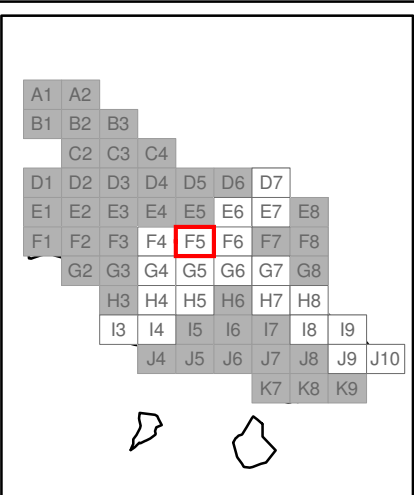 A1 A2
B1 B2 B3
C2 C3 C4
D1 D2 D3 D4 D5 D6 D7
E1 E2 E3 E4 E5 E6 E7 E8
F1 F2 F3 F4 F5 F6 F7 F8
G2 G3 G4 G5 G6 G7 G8
H3 H4 H5 H6 H7 H8
I3 I4 I5 I6 I7 I8 I9
J4 J5 J6 J7 J8 J9 J10
K7 K8 K9